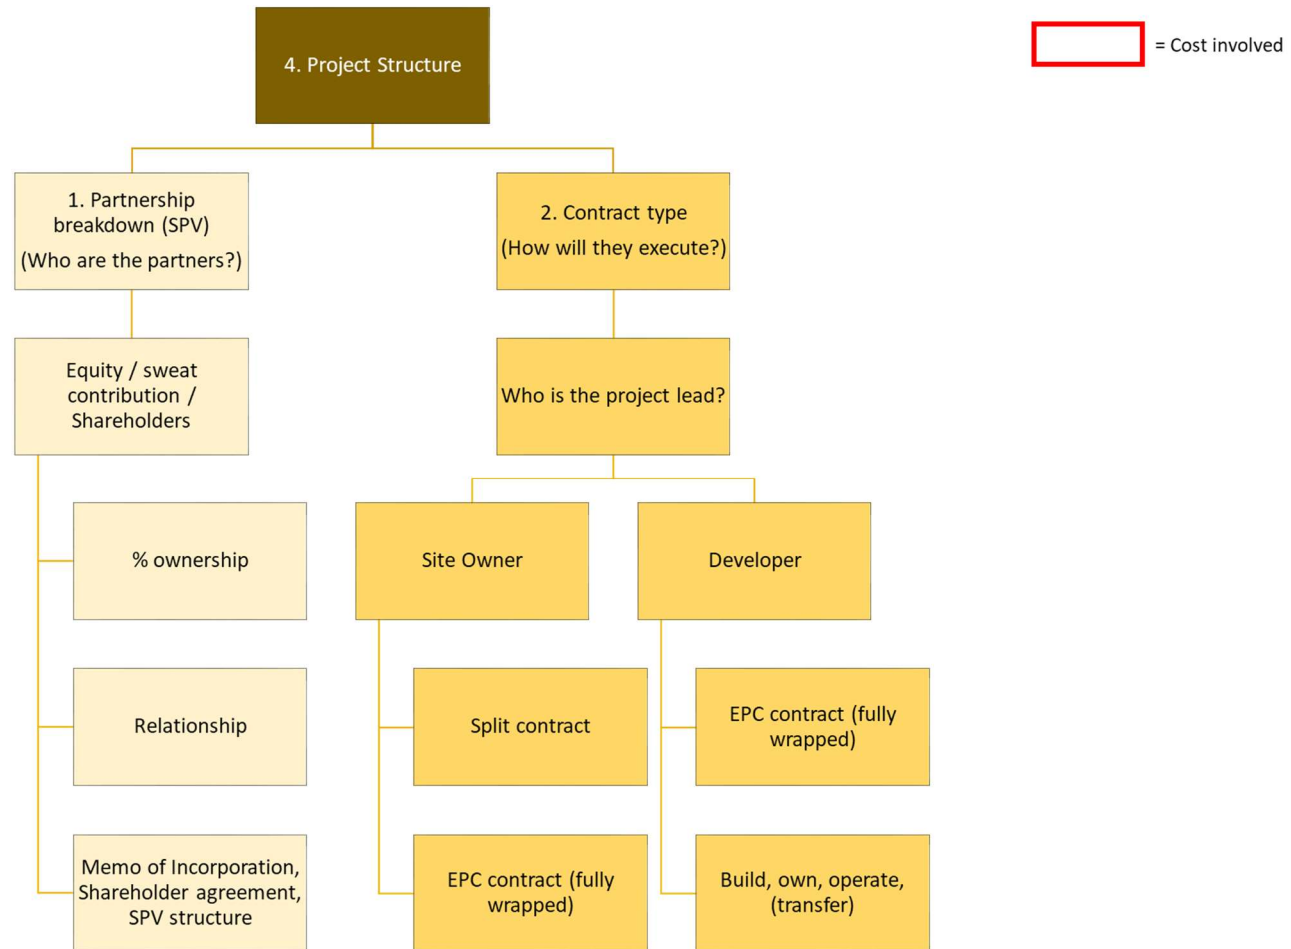 4. Project Structure
= Cost involved
1. Partnership
breakdown (SPV)
(Who are the partners?)
2. Contract type
(How will they execute?)
Equity / sweat
contribution /
Shareholders
Who is the project lead?
% ownership
Site Owner
Developer
Relationship
Split contract
EPC contract (fully
wrapped)
Memo of Incorporation,
Shareholder agreement,
SPV structure
EPC contract (fully
wrapped)
Build, own, operate,
(transfer)